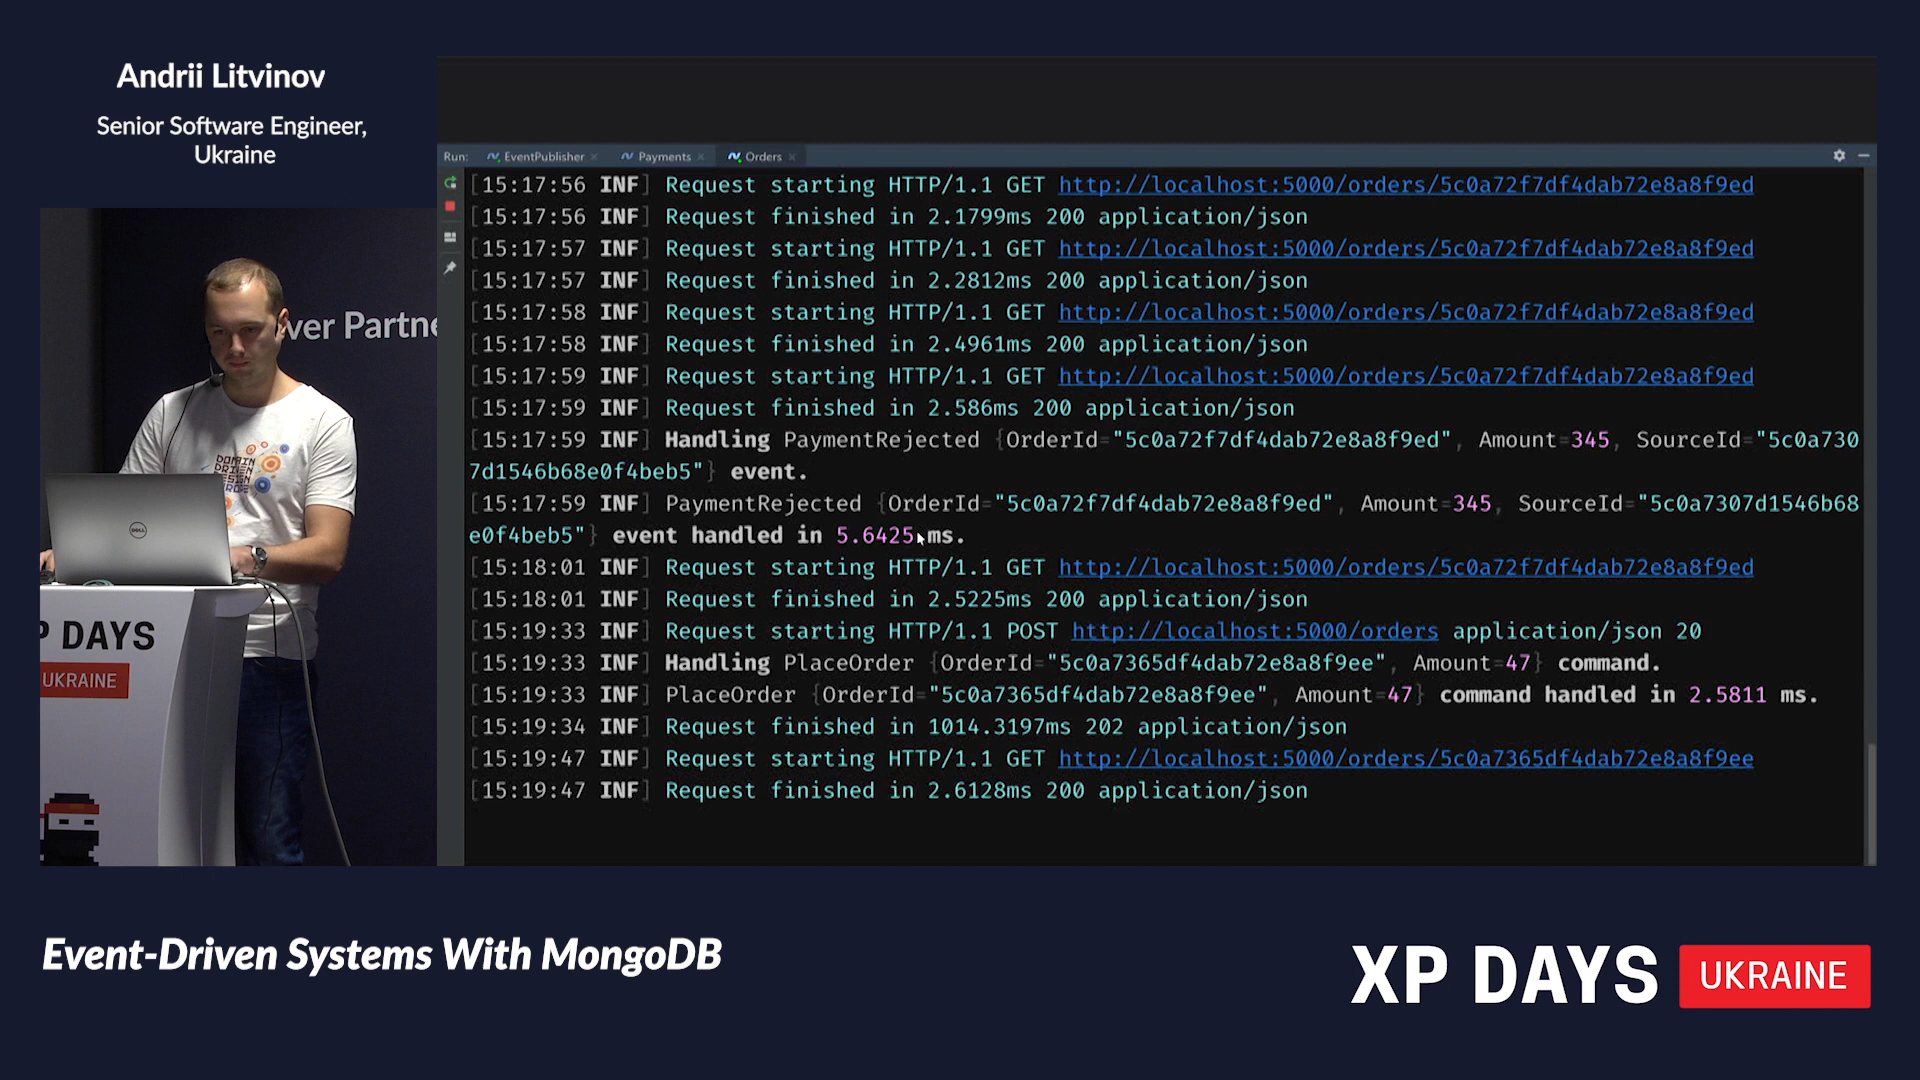 Andrii Litvinov
Senior Software Engineer,
Ukraine
Run: EventPublisher Payments Orders
[15:17:56 INF] Request starting HTTP/1.1 GET http://localhost:5000/orders/5c0a72f7df4dab72e8a8f9ed
[15:17:56 INF] Request finished in 2.1799ms 200 application/json
[15:17:57 INF] Request starting HTTP/1.1 GET http://localhost:5000/orders/5c0a72f7df4dab72e8a8f9ed
[15:17:57 INF] Request finished in 2.2812ms 200 application/json
[15:17:58 INF] Request starting HTTP/1.1 GET http://localhost:5000/orders/5c0a72f7df4dab72e8a8f9ed
[15:17:58 INF] Request finished in 2.4961ms 200 application/json
[15:17:59 INF] Request starting HTTP/1.1 GET http://localhost:5000/orders/5c0a72f7df4dab72e8a8f9ed
[15:17:59 INF] Request finished in 2.586ms 200 application/json
[15:17:59 INF] Handling PaymentRejected {OrderId="5c0a72f7df4dab72e8a8f9ed", Amount=345, SourceId="5c0a730
7d1546b68e0f4beb5"} event.
[15:17:59 INF] PaymentRejected {OrderId="5c0a72f7df4dab72e8a8f9ed", Amount=345, SourceId="5c0a7307d1546b68
e0f4beb5"} event handled in 5.6425 ms.
[15:18:01 INF] Request starting HTTP/1.1 GET http://localhost:5000/orders/5c0a72f7df4dab72e8a8f9ed
[15:18:01 INF] Request finished in 2.5225ms 200 application/json
[15:19:33 INF] Request starting HTTP/1.1 POST http://localhost:5000/orders application/json 20
[15:19:33 INF] Handling PlaceOrder {OrderId="5c0a7365df4dab72e8a8f9ee", Amount=47} command.
[15:19:33 INF] PlaceOrder {OrderId="5c0a7365df4dab72e8a8f9ee", Amount=47} command handled in 2.5811 ms.
[15:19:34 INF] Request finished in 1014.3197ms 202 application/json
[15:19:47 INF] Request starting HTTP/1.1 GET http://localhost:5000/orders/5c0a7365df4dab72e8a8f9ee
[15:19:47 INF] Request finished in 2.6128ms 200 application/json
ver Partne
DOMAIN
DRIVEN
DESIGN
DELL
P DAYS
UKRAINE
Event-Driven Systems With MongoDB
XP DAYS UKRAINE